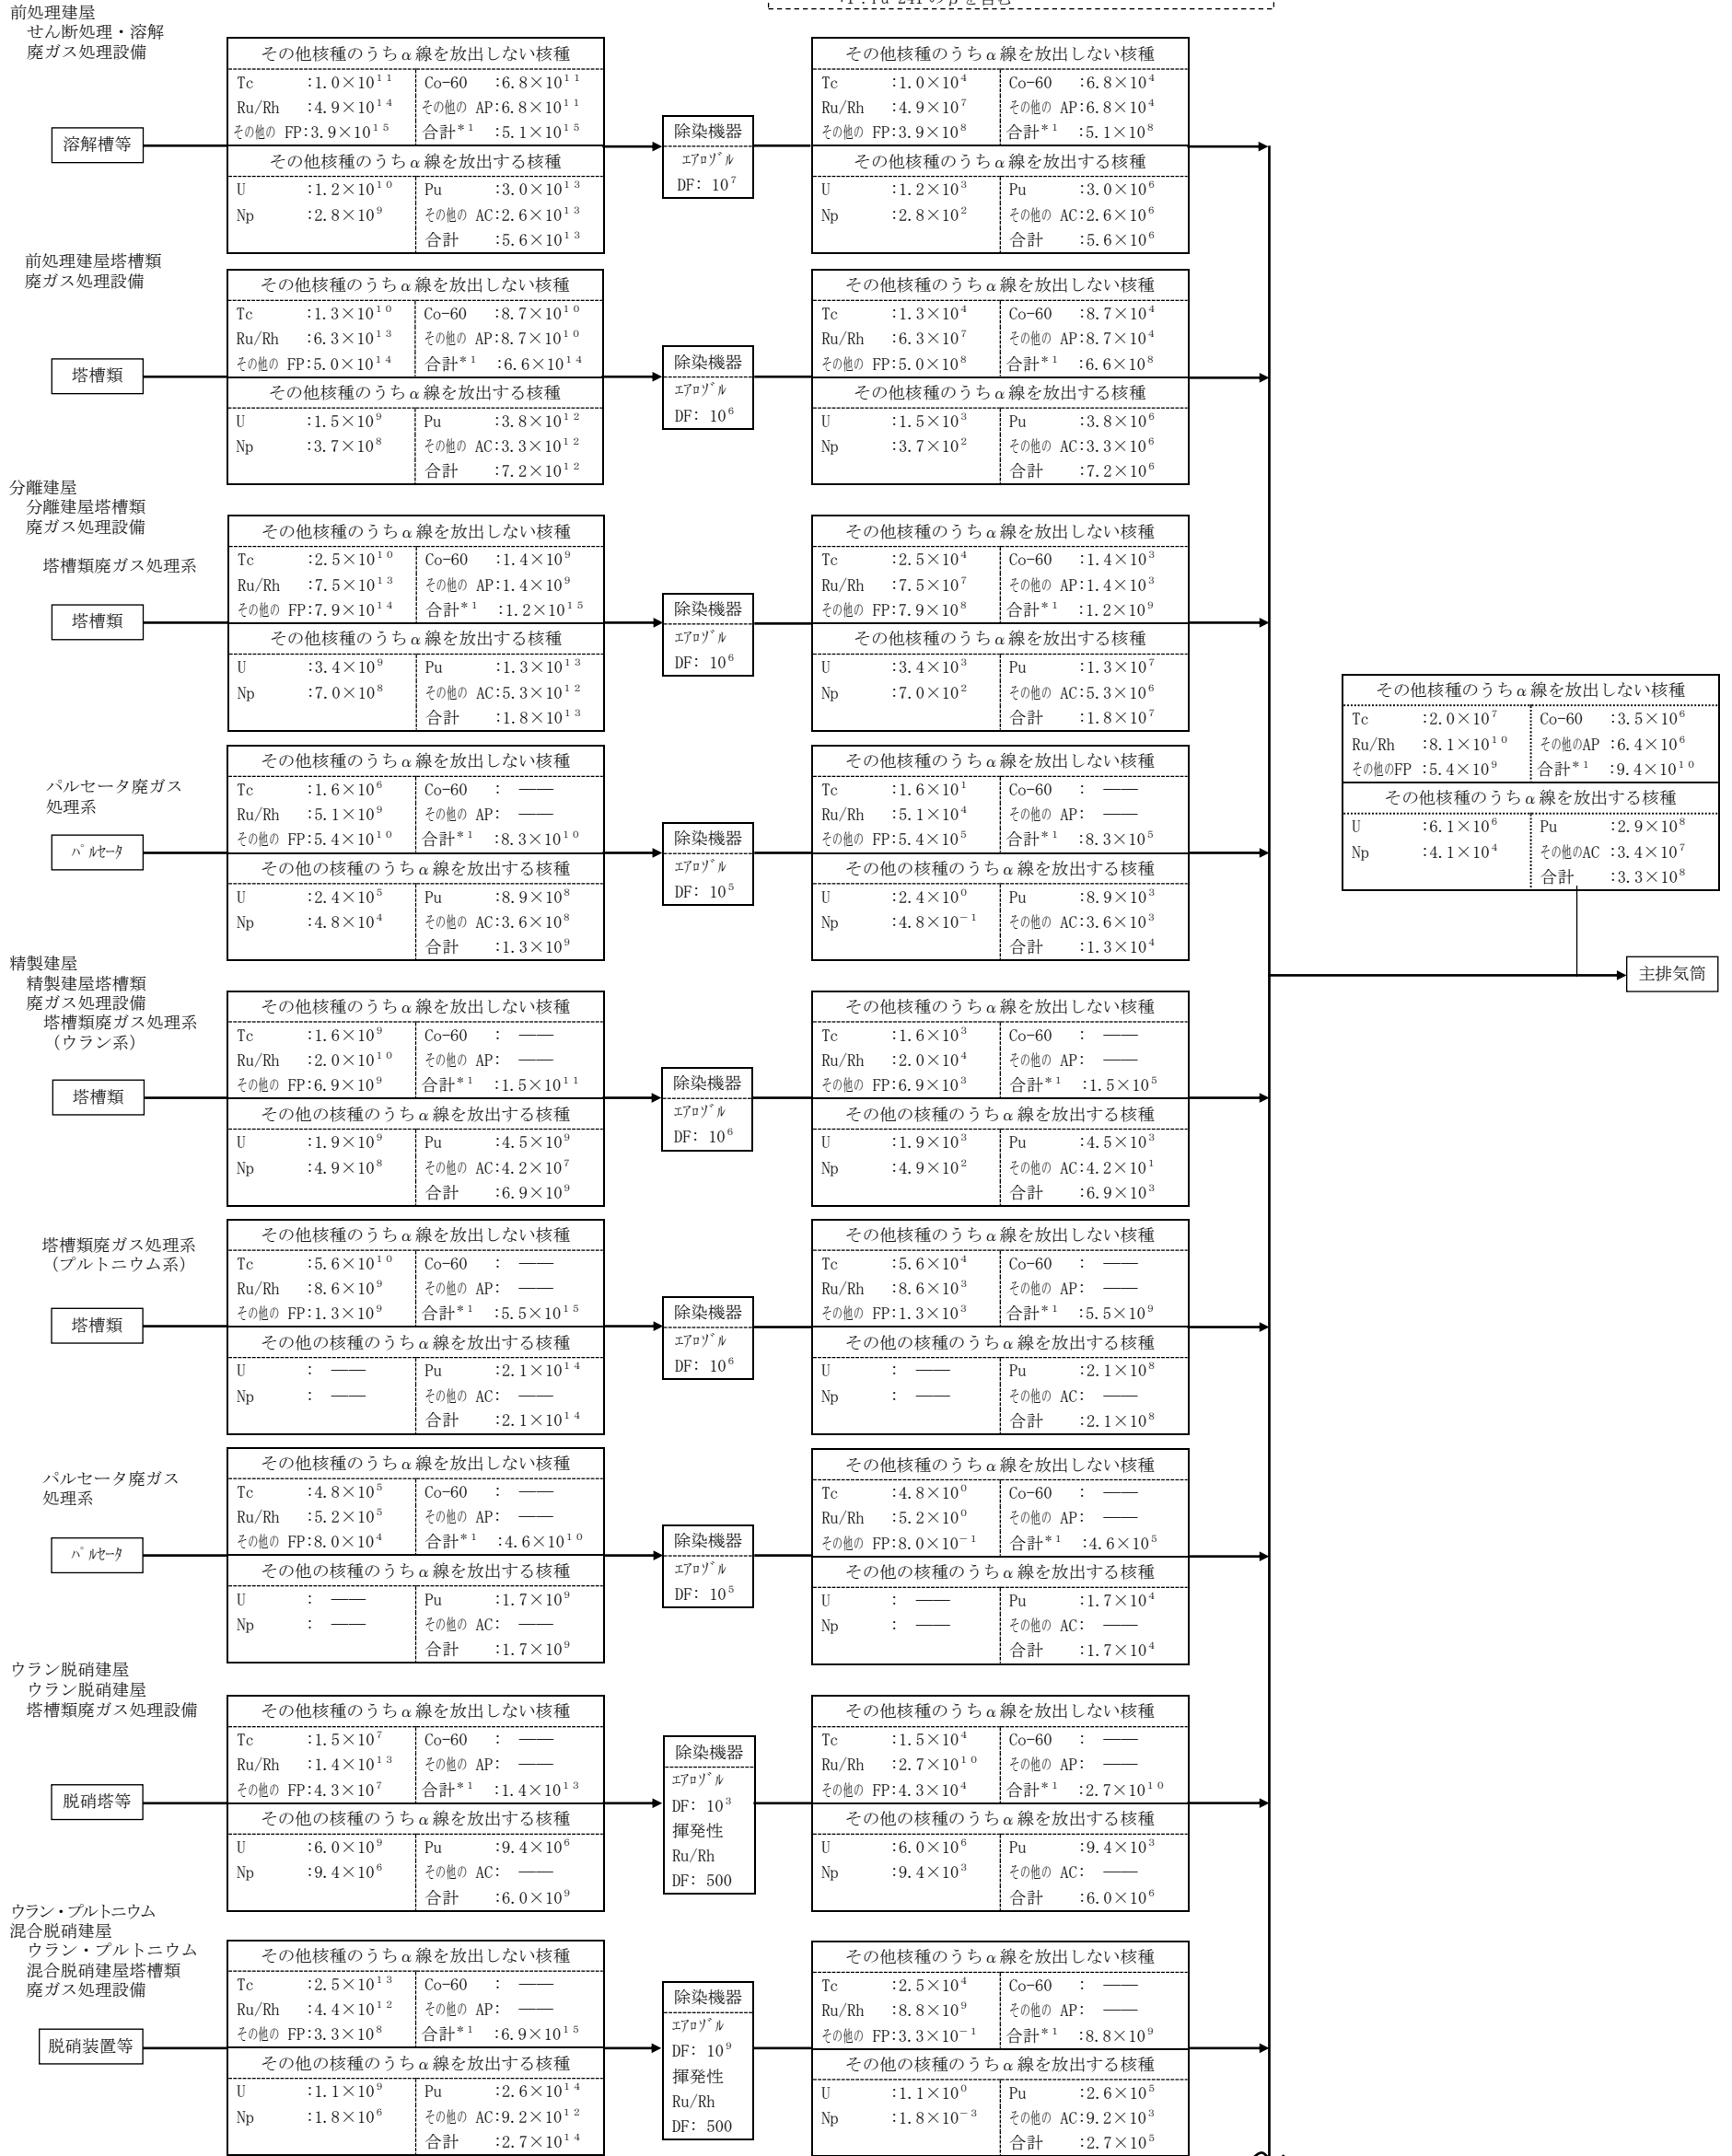 *1:Pu-241のβを含む
前処理建屋
せん断処理・溶解
廃ガス処理設備
溶解槽等
その他核種のうちα線を放出しない核種
Tc :1.0×10¹¹ Co-60 :6.8×10¹¹
Ru/Rh :4.9×10¹⁴ その他の AP:6.8×10¹¹
その他の FP:3.9×10¹⁵ 合計*¹ :5.1×10¹⁵
その他核種のうちα線を放出する核種
U :1.2×10¹⁰ Pu :3.0×10¹³
Np :2.8×10⁹ その他の AC:2.6×10¹³
合計 :5.6×10¹³
除染機器
エアロゾル
DF: 10⁷
その他核種のうちα線を放出しない核種
Tc :1.0×10⁴ Co-60 :6.8×10⁴
Ru/Rh :4.9×10⁷ その他の AP:6.8×10⁴
その他の FP:3.9×10⁸ 合計*¹ :5.1×10⁸
その他核種のうちα線を放出する核種
U :1.2×10³ Pu :3.0×10⁶
Np :2.8×10² その他の AC:2.6×10⁶
合計 :5.6×10⁶
前処理建屋塔槽類
廃ガス処理設備
塔槽類
その他核種のうちα線を放出しない核種
Tc :1.3×10¹⁰ Co-60 :8.7×10¹⁰
Ru/Rh :6.3×10¹³ その他の AP:8.7×10¹⁰
その他の FP:5.0×10¹⁴ 合計*¹ :6.6×10¹⁴
その他核種のうちα線を放出する核種
U :1.5×10⁹ Pu :3.8×10¹²
Np :3.7×10⁸ その他の AC:3.3×10¹²
合計 :7.2×10¹²
除染機器
エアロゾル
DF: 10⁶
その他核種のうちα線を放出しない核種
Tc :1.3×10⁴ Co-60 :8.7×10⁴
Ru/Rh :6.3×10⁷ その他の AP:8.7×10⁴
その他の FP:5.0×10⁸ 合計*¹ :6.6×10⁸
その他核種のうちα線を放出する核種
U :1.5×10³ Pu :3.8×10⁶
Np :3.7×10² その他の AC:3.3×10⁶
合計 :7.2×10⁶
分離建屋
分離建屋塔槽類
廃ガス処理設備
塔槽類廃ガス処理系
塔槽類
その他核種のうちα線を放出しない核種
Tc :2.5×10¹⁰ Co-60 :1.4×10⁹
Ru/Rh :7.5×10¹³ その他の AP:1.4×10⁹
その他の FP:7.9×10¹⁴ 合計*¹ :1.2×10¹⁵
その他核種のうちα線を放出する核種
U :3.4×10⁹ Pu :1.3×10¹³
Np :7.0×10⁸ その他の AC:5.3×10¹²
合計 :1.8×10¹³
除染機器
エアロゾル
DF: 10⁶
その他核種のうちα線を放出しない核種
Tc :2.5×10⁴ Co-60 :1.4×10³
Ru/Rh :7.5×10⁷ その他の AP:1.4×10³
その他の FP:7.9×10⁸ 合計*¹ :1.2×10⁹
その他核種のうちα線を放出する核種
U :3.4×10³ Pu :1.3×10⁷
Np :7.0×10² その他の AC:5.3×10⁶
合計 :1.8×10⁷
パルセータ廃ガス
処理系
パルセータ
その他核種のうちα線を放出しない核種
Tc :1.6×10⁶ Co-60 : ——
Ru/Rh :5.1×10⁹ その他の AP: ——
その他の FP:5.4×10¹⁰ 合計*¹ :8.3×10¹⁰
その他の核種のうちα線を放出する核種
U :2.4×10⁵ Pu :8.9×10⁸
Np :4.8×10⁴ その他の AC:3.6×10⁸
合計 :1.3×10⁹
除染機器
エアロゾル
DF: 10⁵
その他核種のうちα線を放出しない核種
Tc :1.6×10¹ Co-60 : ——
Ru/Rh :5.1×10⁴ その他の AP: ——
その他の FP:5.4×10⁵ 合計*¹ :8.3×10⁵
その他の核種のうちα線を放出する核種
U :2.4×10⁰ Pu :8.9×10³
Np :4.8×10⁻¹ その他の AC:3.6×10³
合計 :1.3×10⁴
精製建屋
精製建屋塔槽類
廃ガス処理設備
塔槽類廃ガス処理系
(ウラン系)
塔槽類
その他核種のうちα線を放出しない核種
Tc :1.6×10⁹ Co-60 : ——
Ru/Rh :2.0×10¹⁰ その他の AP: ——
その他の FP:6.9×10⁹ 合計*¹ :1.5×10¹¹
その他の核種のうちα線を放出する核種
U :1.9×10⁹ Pu :4.5×10⁹
Np :4.9×10⁸ その他の AC:4.2×10⁷
合計 :6.9×10⁹
除染機器
エアロゾル
DF: 10⁶
その他核種のうちα線を放出しない核種
Tc :1.6×10³ Co-60 : ——
Ru/Rh :2.0×10⁴ その他の AP: ——
その他の FP:6.9×10³ 合計*¹ :1.5×10⁵
その他の核種のうちα線を放出する核種
U :1.9×10³ Pu :4.5×10³
Np :4.9×10² その他の AC:4.2×10¹
合計 :6.9×10³
塔槽類廃ガス処理系
(プルトニウム系)
塔槽類
その他核種のうちα線を放出しない核種
Tc :5.6×10¹⁰ Co-60 : ——
Ru/Rh :8.6×10⁹ その他の AP: ——
その他の FP:1.3×10⁹ 合計*¹ :5.5×10¹⁵
その他の核種のうちα線を放出する核種
U : —— Pu :2.1×10¹⁴
Np : —— その他の AC: ——
合計 :2.1×10¹⁴
除染機器
エアロゾル
DF: 10⁶
その他核種のうちα線を放出しない核種
Tc :5.6×10⁴ Co-60 : ——
Ru/Rh :8.6×10³ その他の AP: ——
その他の FP:1.3×10³ 合計*¹ :5.5×10⁹
その他の核種のうちα線を放出する核種
U : —— Pu :2.1×10⁸
Np : —— その他の AC: ——
合計 :2.1×10⁸
パルセータ廃ガス
処理系
パルセータ
その他核種のうちα線を放出しない核種
Tc :4.8×10⁵ Co-60 : ——
Ru/Rh :5.2×10⁵ その他の AP: ——
その他の FP:8.0×10⁴ 合計*¹ :4.6×10¹⁰
その他の核種のうちα線を放出する核種
U : —— Pu :1.7×10⁹
Np : —— その他の AC: ——
合計 :1.7×10⁹
除染機器
エアロゾル
DF: 10⁵
その他核種のうちα線を放出しない核種
Tc :4.8×10⁰ Co-60 : ——
Ru/Rh :5.2×10⁰ その他の AP: ——
その他の FP:8.0×10⁻¹ 合計*¹ :4.6×10⁵
その他の核種のうちα線を放出する核種
U : —— Pu :1.7×10⁴
Np : —— その他の AC: ——
合計 :1.7×10⁴
ウラン脱硝建屋
ウラン脱硝建屋
塔槽類廃ガス処理設備
脱硝塔等
その他核種のうちα線を放出しない核種
Tc :1.5×10⁷ Co-60 : ——
Ru/Rh :1.4×10¹³ その他の AP: ——
その他の FP:4.3×10⁷ 合計*¹ :1.4×10¹³
その他の核種のうちα線を放出する核種
U :6.0×10⁹ Pu :9.4×10⁶
Np :9.4×10⁶ その他の AC: ——
合計 :6.0×10⁹
除染機器
エアロゾル
DF: 10³
揮発性
Ru/Rh
DF: 500
その他核種のうちα線を放出しない核種
Tc :1.5×10⁴ Co-60 : ——
Ru/Rh :2.7×10¹⁰ その他の AP: ——
その他の FP:4.3×10⁴ 合計*¹ :2.7×10¹⁰
その他の核種のうちα線を放出する核種
U :6.0×10⁶ Pu :9.4×10³
Np :9.4×10³ その他の AC: ——
合計 :6.0×10⁶
ウラン・プルトニウム
混合脱硝建屋
ウラン・プルトニウム
混合脱硝建屋塔槽類
廃ガス処理設備
脱硝装置等
その他核種のうちα線を放出しない核種
Tc :2.5×10¹³ Co-60 : ——
Ru/Rh :4.4×10¹² その他の AP: ——
その他の FP:3.3×10⁸ 合計*¹ :6.9×10¹⁵
その他の核種のうちα線を放出する核種
U :1.1×10⁹ Pu :2.6×10¹⁴
Np :1.8×10⁶ その他の AC:9.2×10¹²
合計 :2.7×10¹⁴
除染機器
エアロゾル
DF: 10⁹
揮発性
Ru/Rh
DF: 500
その他核種のうちα線を放出しない核種
Tc :2.5×10⁴ Co-60 : ——
Ru/Rh :8.8×10⁹ その他の AP: ——
その他の FP:3.3×10⁻¹ 合計*¹ :8.8×10⁹
その他の核種のうちα線を放出する核種
U :1.1×10⁰ Pu :2.6×10⁵
Np :1.8×10⁻³ その他の AC:9.2×10³
合計 :2.7×10⁵
その他核種のうちα線を放出しない核種
Tc :2.0×10⁷ Co-60 :3.5×10⁶
Ru/Rh :8.1×10¹⁰ その他のAP :6.4×10⁶
その他のFP :5.4×10⁹ 合計*¹ :9.4×10¹⁰
その他核種のうちα線を放出する核種
U :6.1×10⁶ Pu :2.9×10⁸
Np :4.1×10⁴ その他のAC :3.4×10⁷
合計 :3.3×10⁸
主排気筒